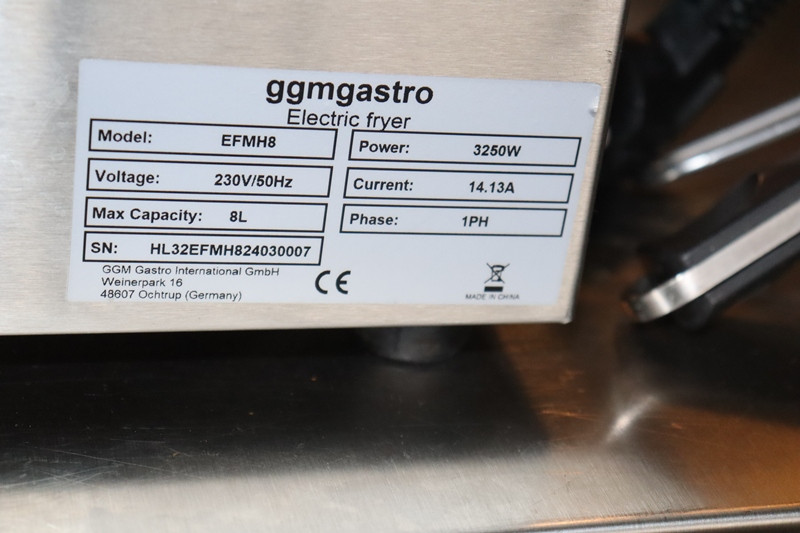 ggmgastro
Electric fryer
Model: EFMH8
Power: 3250W
Voltage: 230V/50Hz
Current: 14.13A
Max Capacity: 8L
Phase: 1PH
SN: HL32EFMH824030007
GGM Gastro International GmbH
Weinerpark 16
48607 Ochtrup (Germany)
CE
MADE IN CHINA